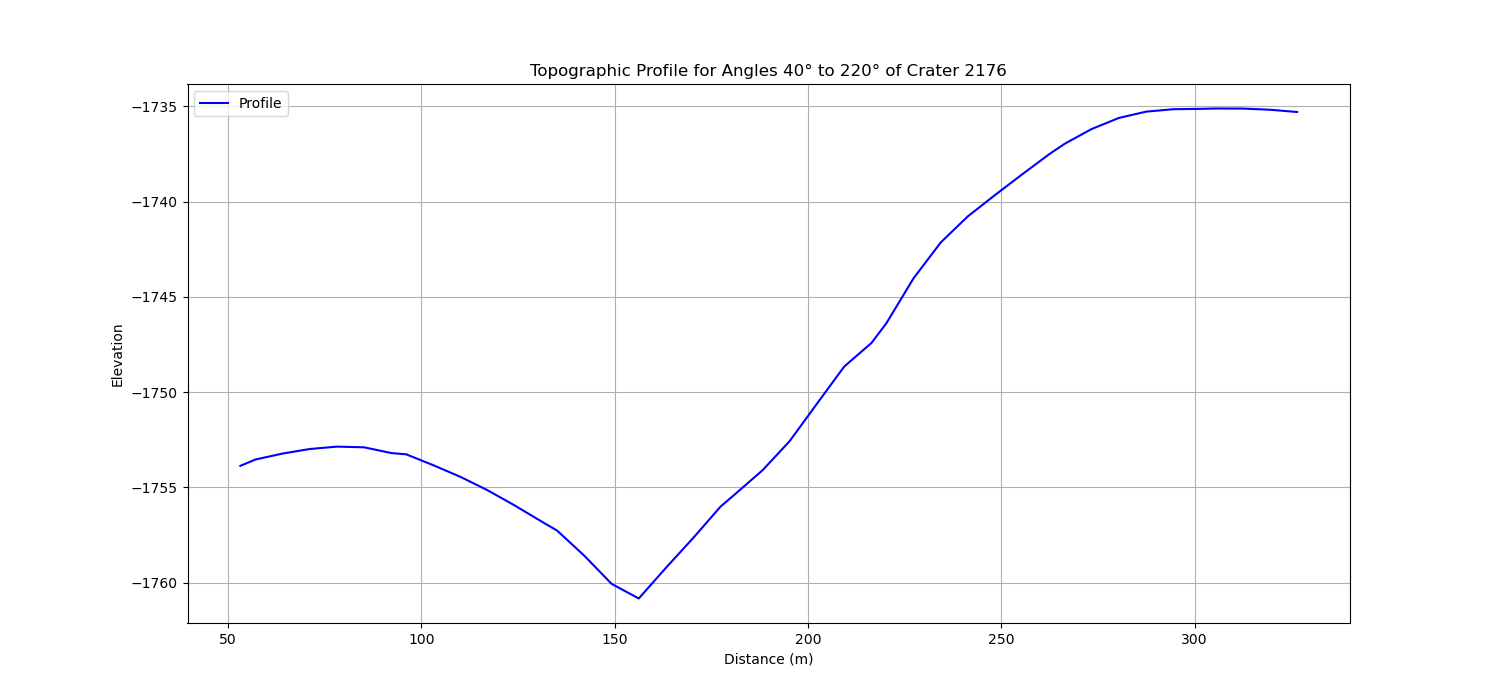 Topographic Profile for Angles 40° to 220° of Crater 2176
Profile
−1735
−1740
−1745
−1750
−1755
−1760
Elevation
50 100 150 200 250 300
Distance (m)